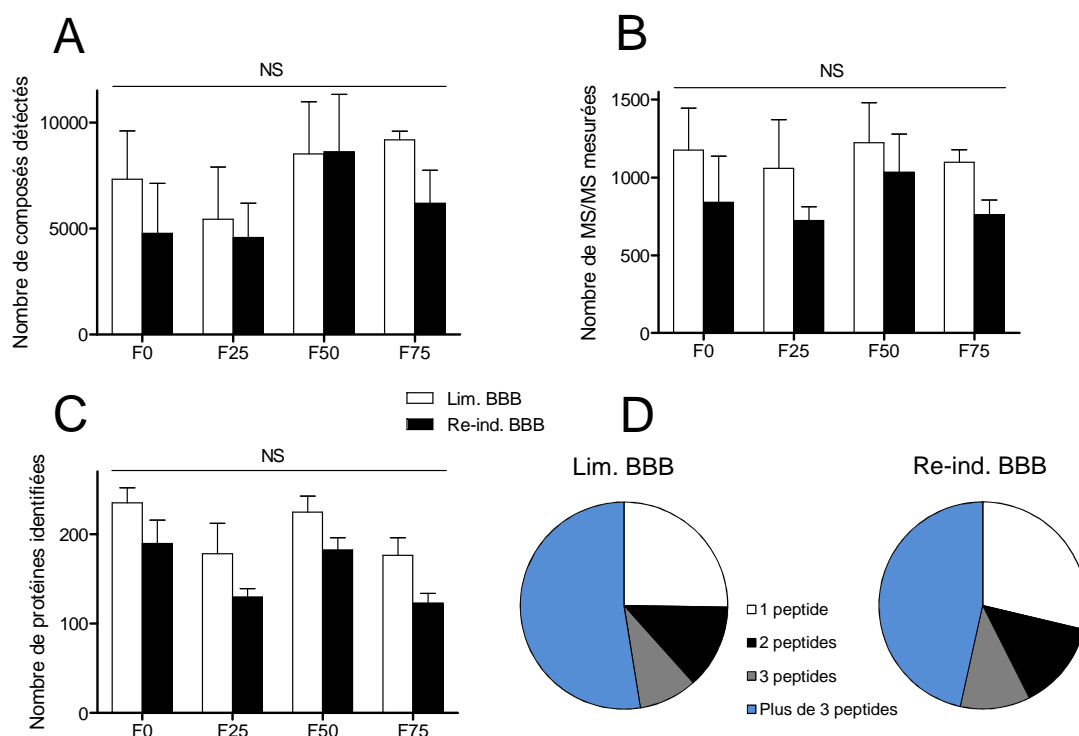 A
NS
Nombre de composés détéctés
10000
5000
0
F0 F25 F50 F75
B
NS
Nombre de MS/MS mesurées
1500
1000
500
0
F0 F25 F50 F75
Lim. BBB
Re-ind. BBB
C
NS
Nombre de protéines identifiées
200
100
0
F0 F25 F50 F75
D
Lim. BBB
Re-ind. BBB
1 peptide
2 peptides
3 peptides
Plus de 3 peptides